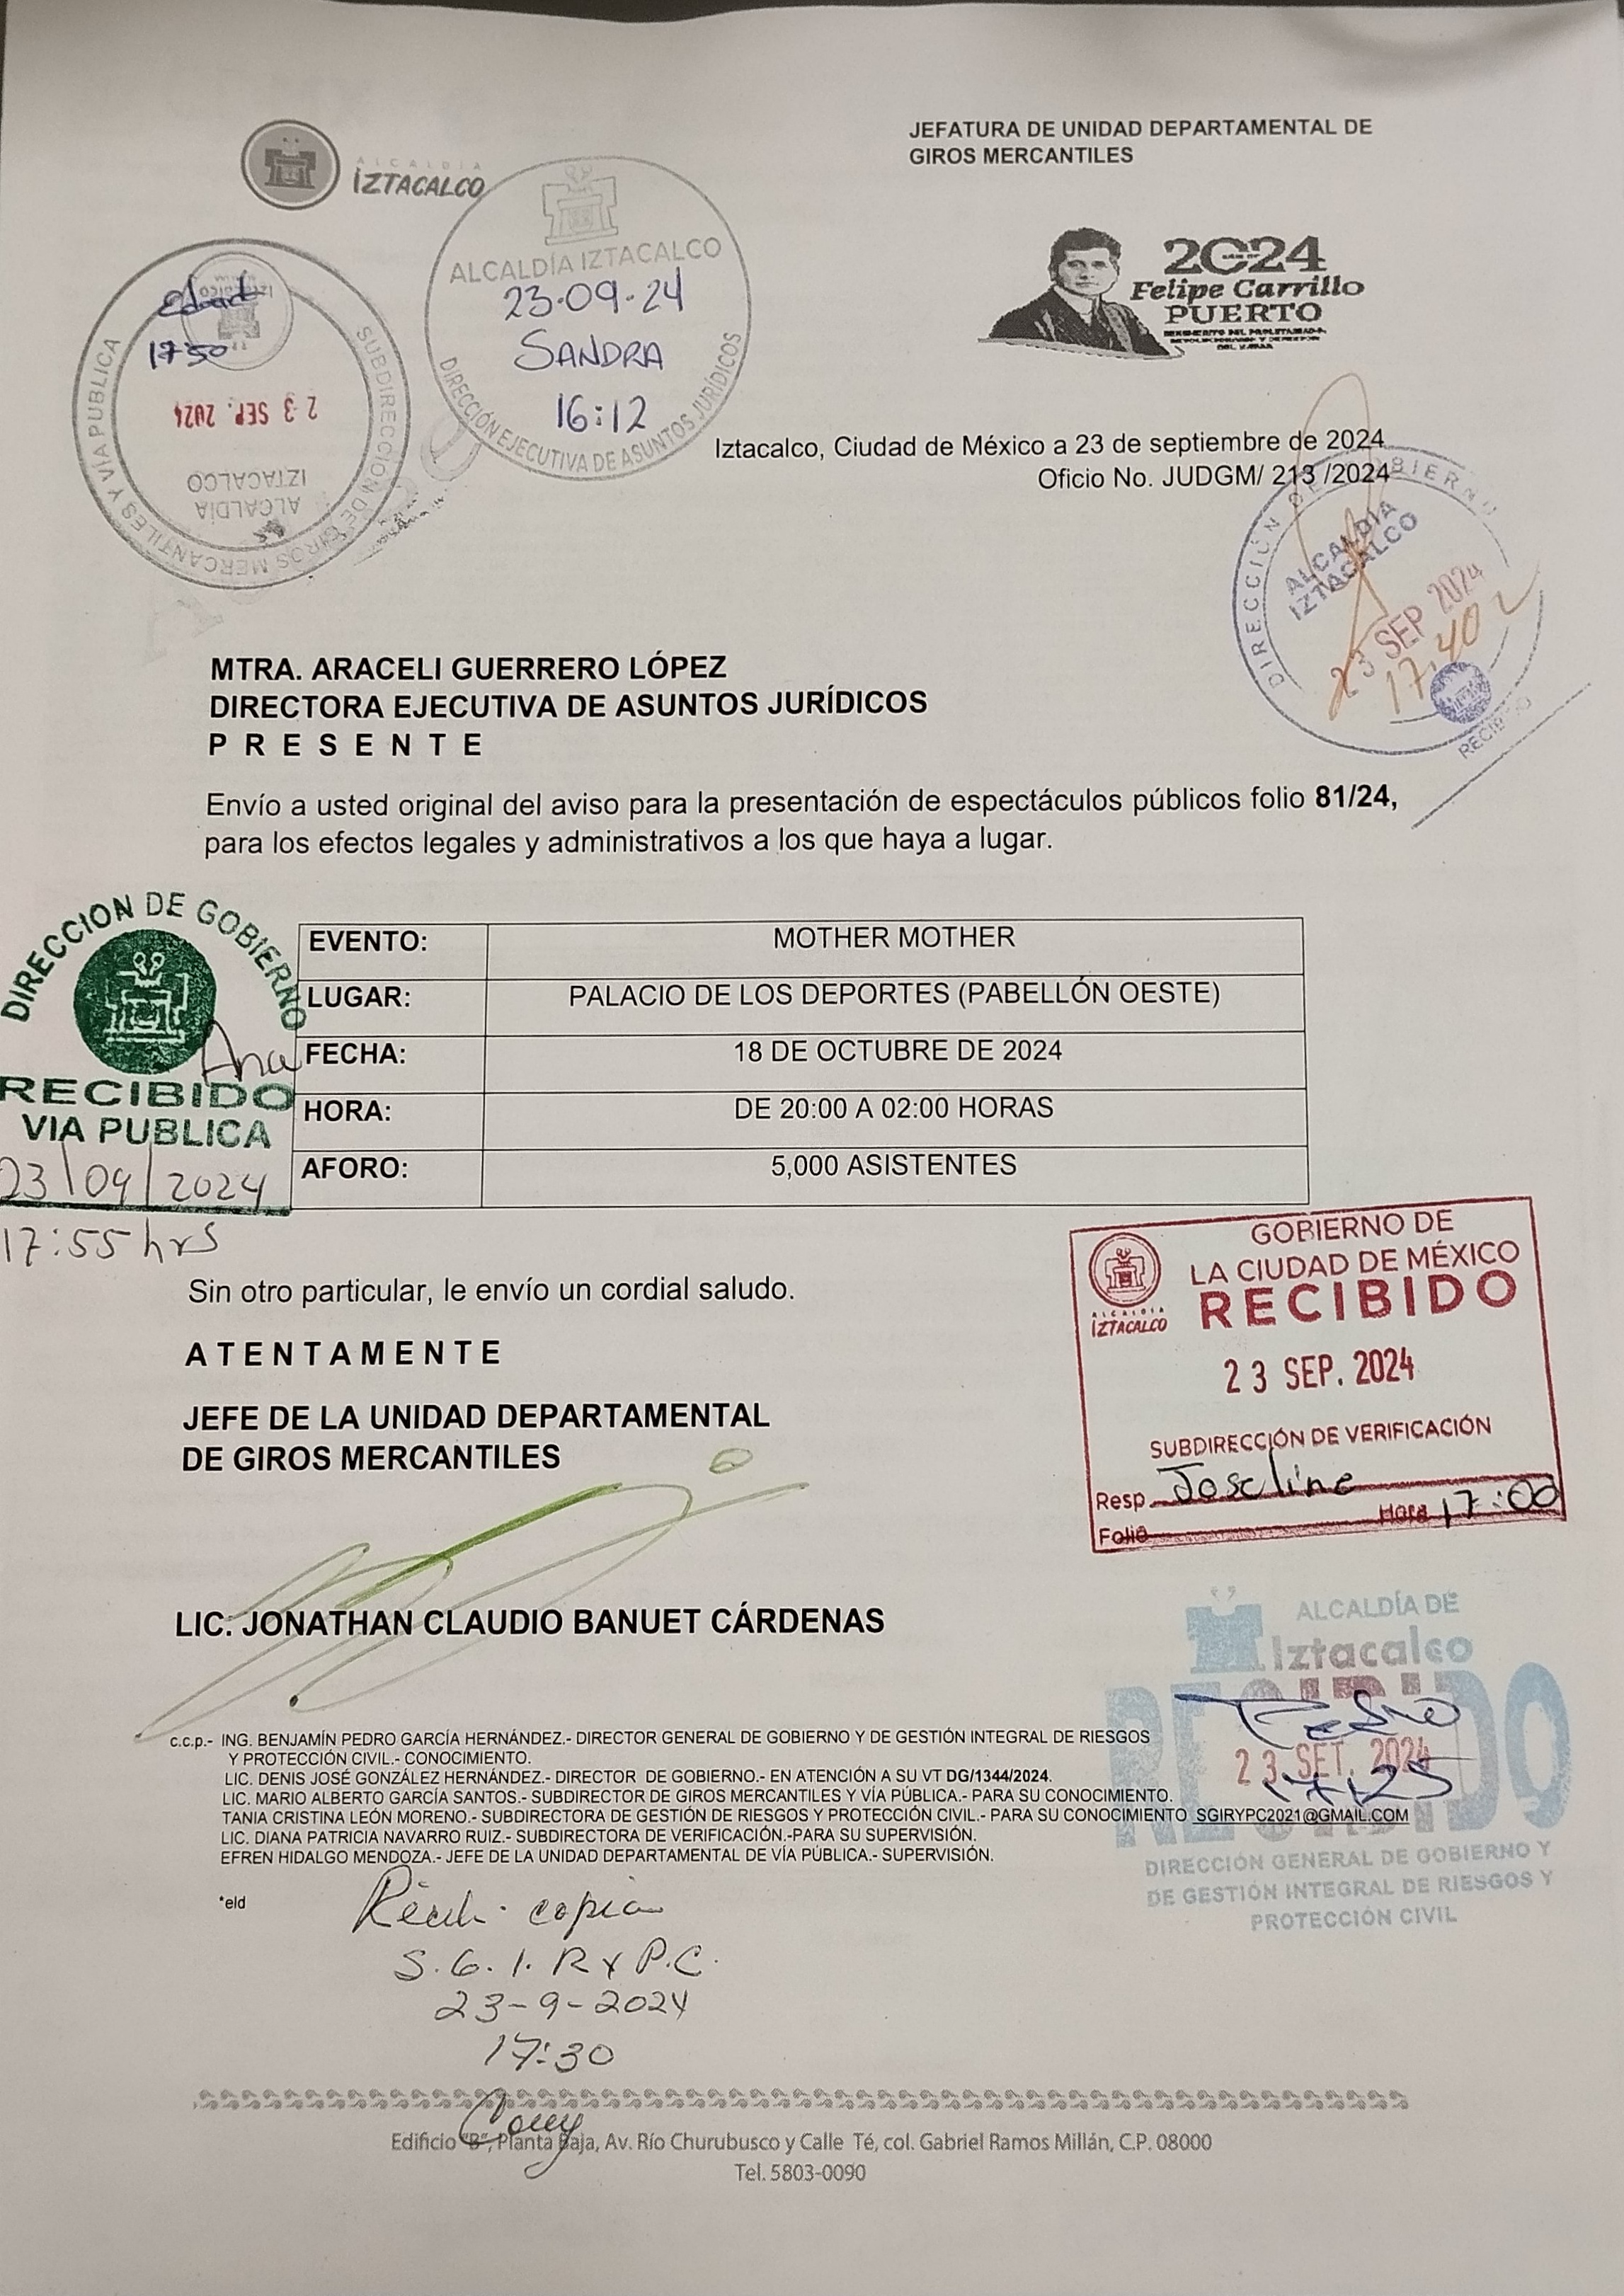 ALCALDÍA
IZTACALCO
JEFATURA DE UNIDAD DEPARTAMENTAL DE
GIROS MERCANTILES
2024
Felipe Carrillo
PUERTO
ALCALDÍA IZTACALCO
23-09-24
SANDRA
16:12
DIRECCIÓN EJECUTIVA DE ASUNTOS JURÍDICOS
17:50
23 SEP. 2024
ALCALDÍA
IZTACALCO
SUBDIRECCIÓN DE GIROS MERCANTILES Y VÍA PUBLICA
Iztacalco, Ciudad de México a 23 de septiembre de 2024
Oficio No. JUDGM/ 213 /2024
DIRECCIÓN DE GOBIERNO
ALCALDÍA
IZTACALCO
23 SEP 2024
17:40
RECIBIDO
MTRA. ARACELI GUERRERO LÓPEZ
DIRECTORA EJECUTIVA DE ASUNTOS JURÍDICOS
P R E S E N T E
Envío a usted original del aviso para la presentación de espectáculos públicos folio 81/24,
para los efectos legales y administrativos a los que haya a lugar.
EVENTO: MOTHER MOTHER
LUGAR: PALACIO DE LOS DEPORTES (PABELLÓN OESTE)
FECHA: 18 DE OCTUBRE DE 2024
HORA: DE 20:00 A 02:00 HORAS
AFORO: 5,000 ASISTENTES
DIRECCION DE GOBIERNO
Ana
RECIBIDO
VIA PUBLICA
23/09/2024
17:55 hrs
Sin otro particular, le envío un cordial saludo.
A T E N T A M E N T E
JEFE DE LA UNIDAD DEPARTAMENTAL
DE GIROS MERCANTILES
LIC. JONATHAN CLAUDIO BANUET CÁRDENAS
GOBIERNO DE
LA CIUDAD DE MÉXICO
RECIBIDO
ALCALDÍA
IZTACALCO
23 SEP. 2024
SUBDIRECCIÓN DE VERIFICACIÓN
Resp. Joseline
Hora 17:00
Folio
ALCALDÍA DE
Iztacalco
RECIBIDO
23 SET. 2024
17:25
DIRECCIÓN GENERAL DE GOBIERNO Y
DE GESTIÓN INTEGRAL DE RIESGOS Y
PROTECCIÓN CIVIL
c.c.p.- ING. BENJAMÍN PEDRO GARCÍA HERNÁNDEZ.- DIRECTOR GENERAL DE GOBIERNO Y DE GESTIÓN INTEGRAL DE RIESGOS
Y PROTECCIÓN CIVIL.- CONOCIMIENTO.
LIC. DENIS JOSÉ GONZÁLEZ HERNÁNDEZ.- DIRECTOR DE GOBIERNO.- EN ATENCIÓN A SU VT DG/1344/2024.
LIC. MARIO ALBERTO GARCÍA SANTOS.- SUBDIRECTOR DE GIROS MERCANTILES Y VÍA PÚBLICA.- PARA SU CONOCIMIENTO.
TANIA CRISTINA LEÓN MORENO.- SUBDIRECTORA DE GESTIÓN DE RIESGOS Y PROTECCIÓN CIVIL.- PARA SU CONOCIMIENTO SGIRYPC2021@GMAIL.COM
LIC. DIANA PATRICIA NAVARRO RUIZ.- SUBDIRECTORA DE VERIFICACIÓN.-PARA SU SUPERVISIÓN.
EFREN HIDALGO MENDOZA.- JEFE DE LA UNIDAD DEPARTAMENTAL DE VÍA PÚBLICA.- SUPERVISIÓN.
*eld
copia
S.G.I.R y P.C.
23-9-2024
17:30
Edificio "B", Planta Baja, Av. Río Churubusco y Calle Té, col. Gabriel Ramos Millán, C.P. 08000
Tel. 5803-0090